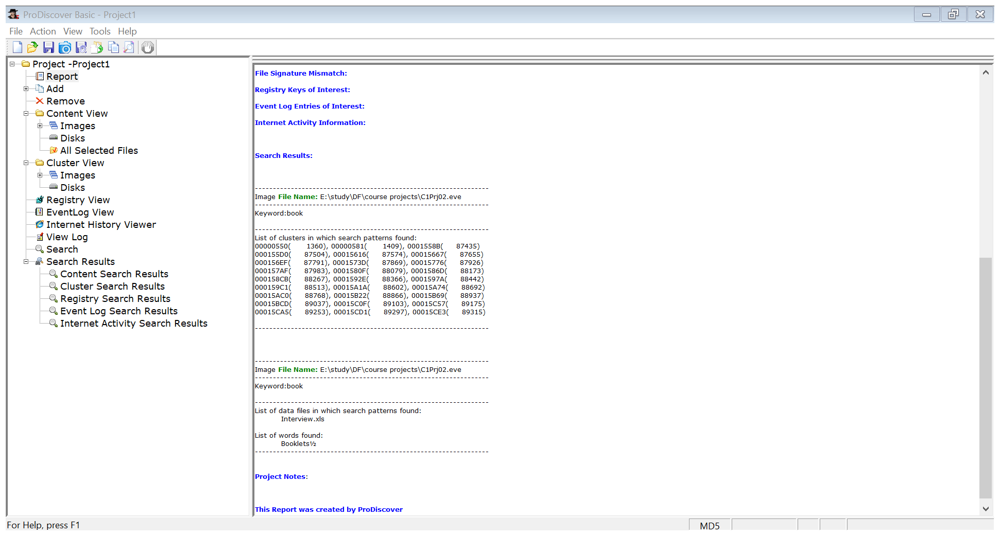 ProDiscover Basic - Project1
File Action View Tools Help
Project -Project1
Report
Add
Remove
Content View
Images
Disks
All Selected Files
Cluster View
Images
Disks
Registry View
EventLog View
Internet History Viewer
View Log
Search
Search Results
Content Search Results
Cluster Search Results
Registry Search Results
Event Log Search Results
Internet Activity Search Results
File Signature Mismatch:
Registry Keys of Interest:
Event Log Entries of Interest:
Internet Activity Information:
Search Results:
-----------------------------------------------------------------
Image File Name: E:\study\DF\course projects\C1Prj02.eve
-----------------------------------------------------------------
Keyword:book
-----------------------------------------------------------------
List of clusters in which search patterns found:
00000550( 1360), 00000581( 1409), 0001558B( 87435)
000155D0( 87504), 00015616( 87574), 00015667( 87655)
000156EF( 87791), 0001573D( 87869), 00015776( 87926)
000157AF( 87983), 0001580F( 88079), 0001586D( 88173)
000158CB( 88267), 0001592E( 88366), 0001597A( 88442)
000159C1( 88513), 00015A1A( 88602), 00015A74( 88692)
00015AC0( 88768), 00015B22( 88866), 00015B69( 88937)
00015BCD( 89037), 00015C0F( 89103), 00015C57( 89175)
00015CA5( 89253), 00015CD1( 89297), 00015CE3( 89315)
-----------------------------------------------------------------
-----------------------------------------------------------------
Image File Name: E:\study\DF\course projects\C1Prj02.eve
-----------------------------------------------------------------
Keyword:book
-----------------------------------------------------------------
List of data files in which search patterns found:
Interview.xls
List of words found:
Booklets½
-----------------------------------------------------------------
Project Notes:
This Report was created by ProDiscover
For Help, press F1
MD5